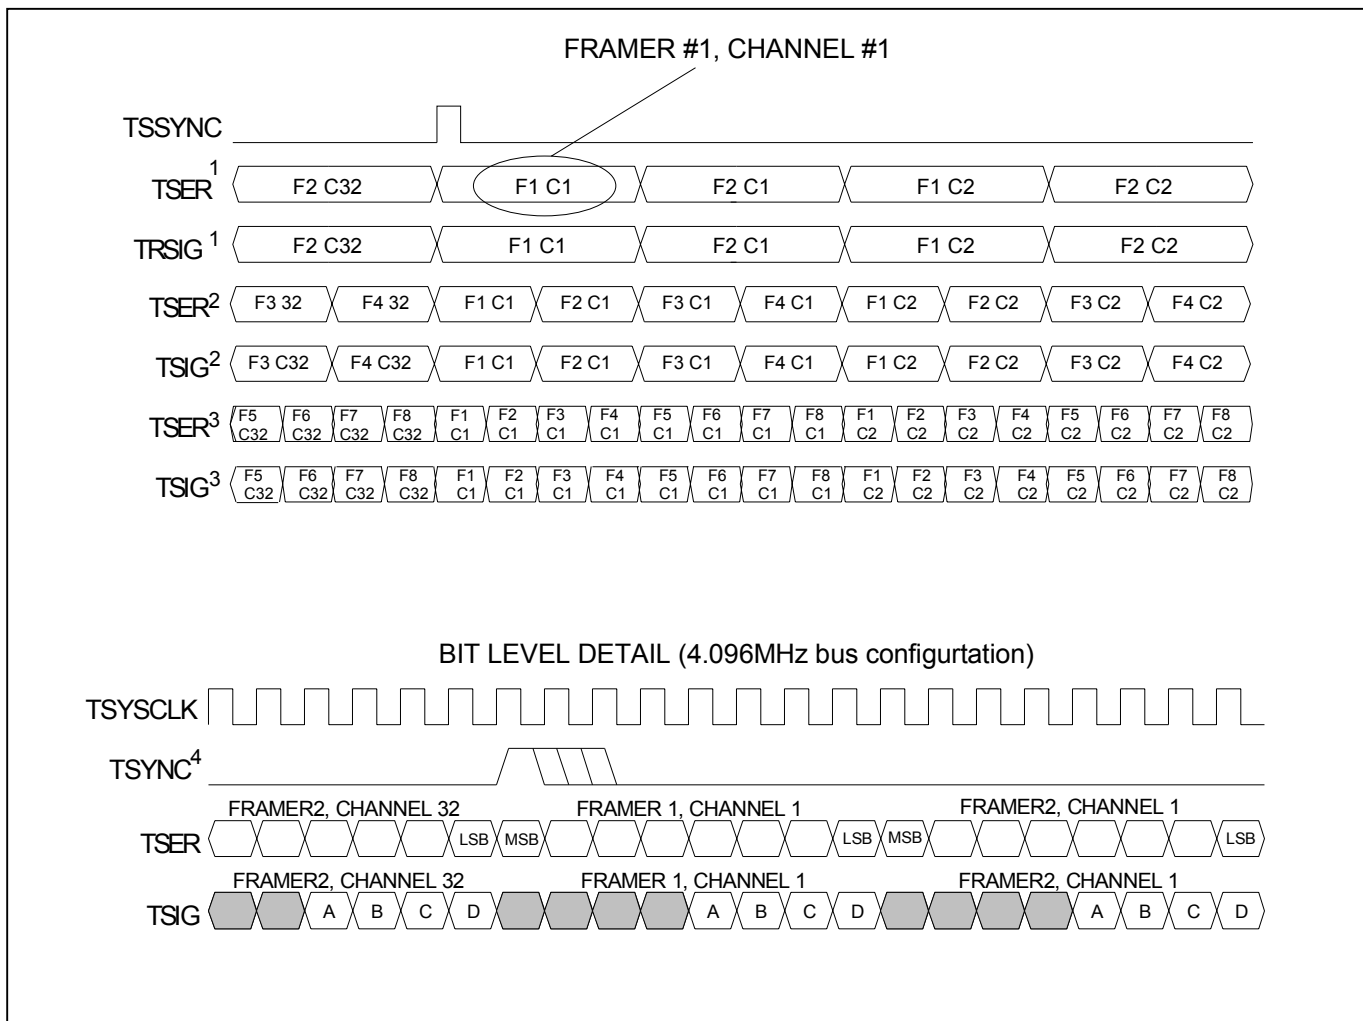 FRAMER #1, CHANNEL #1
TSSYNC
TSER1 F2 C32 F1 C1 F2 C1 F1 C2 F2 C2
TRSIG 1 F2 C32 F1 C1 F2 C1 F1 C2 F2 C2
TSER2 F3 32 F4 32 F1 C1 F2 C1 F3 C1 F4 C1 F1 C2 F2 C2 F3 C2 F4 C2
TSIG2 F3 C32 F4 C32 F1 C1 F2 C1 F3 C1 F4 C1 F1 C2 F2 C2 F3 C2 F4 C2
F5 F6 F7 F8 F1 F2 F3 F4 F5 F6 F7 F8 F1 F2 F3 F4 F5 F6 F7 F8
TSER3 C32 C32 C32 C32 C1 C1 C1 C1 C1 C1 C1 C1 C2 C2 C2 C2 C2 C2 C2 C2
F5 F6 F7 F8 F1 F2 F3 F4 F5 F6 F7 F8 F1 F2 F3 F4 F5 F6 F7 F8
TSIG3 C32 C32 C32 C32 C1 C1 C1 C1 C1 C1 C1 C1 C2 C2 C2 C2 C2 C2 C2 C2
BIT LEVEL DETAIL (4.096MHz bus configurtation)
TSYSCLK
TSYNC4
FRAMER2, CHANNEL 32 FRAMER 1, CHANNEL 1 FRAMER2, CHANNEL 1
TSER LSB MSB LSB MSB LSB
FRAMER2, CHANNEL 32 FRAMER 1, CHANNEL 1 FRAMER2, CHANNEL 1
TSIG A B C D A B C D A B C D